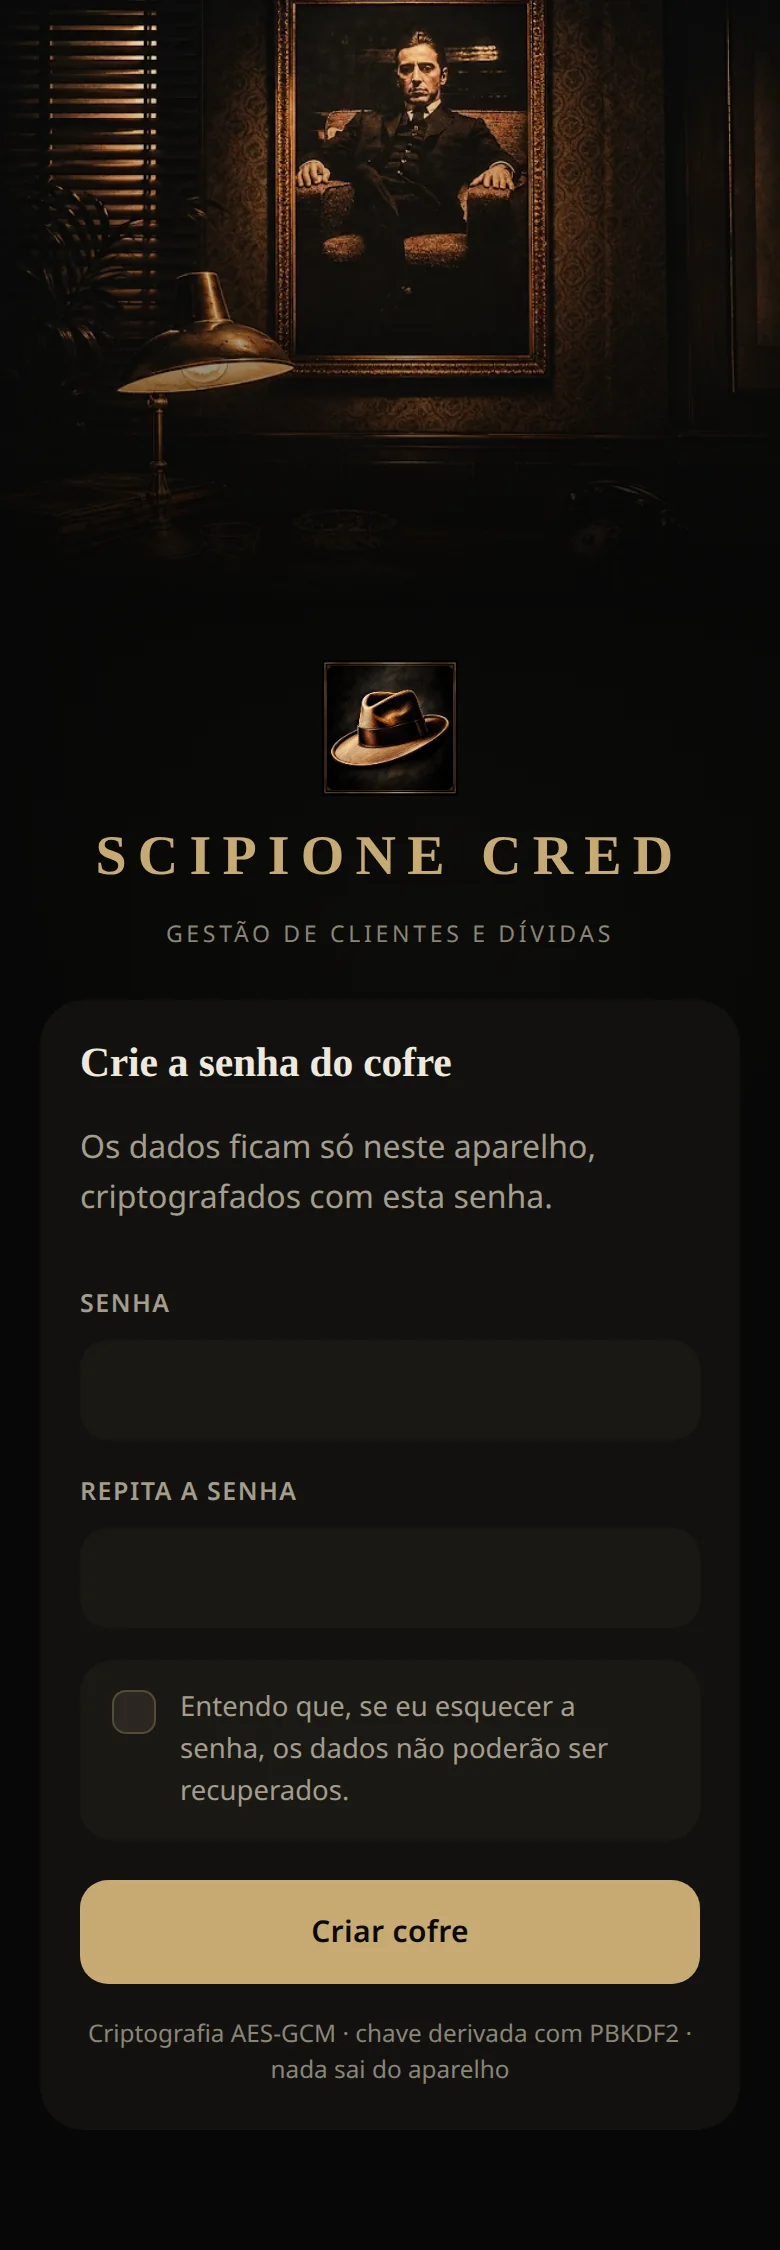 SCIPIONE CRED
GESTÃO DE CLIENTES E DÍVIDAS
Crie a senha do cofre
Os dados ficam só neste aparelho,
criptografados com esta senha.
SENHA
REPITA A SENHA
Entendo que, se eu esquecer a
senha, os dados não poderão ser
recuperados.
Criar cofre
Criptografia AES-GCM · chave derivada com PBKDF2 ·
nada sai do aparelho